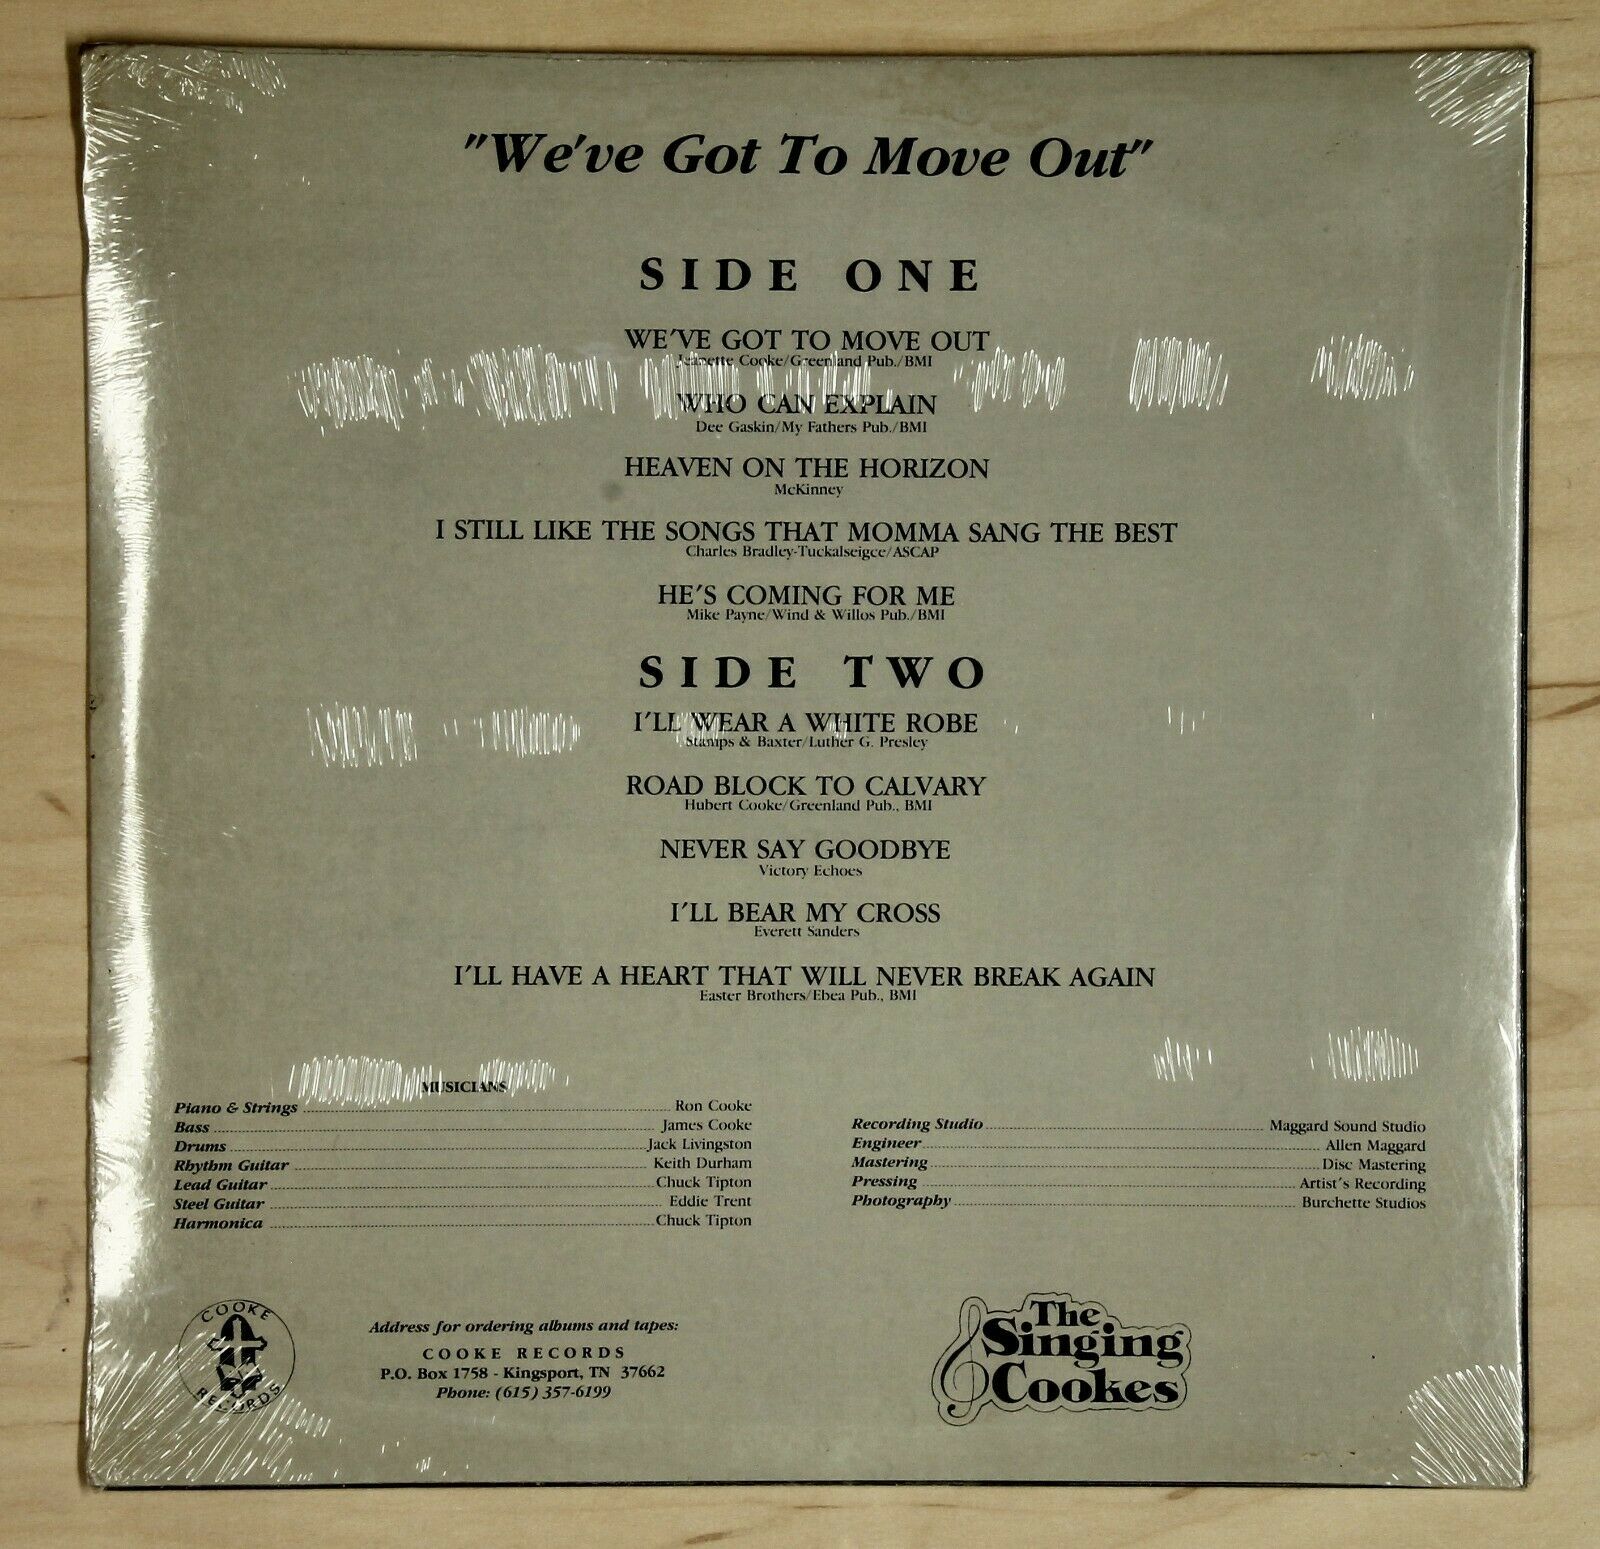 "We've Got To Move Out"
SIDE ONE
WE'VE GOT TO MOVE OUT
Jeanette Cooke/Greenland Pub./BMI
WHO CAN EXPLAIN
Dee Gaskin/My Fathers Pub./BMI
HEAVEN ON THE HORIZON
McKinney
I STILL LIKE THE SONGS THAT MOMMA SANG THE BEST
Charles Bradley-Tuckalseigee/ASCAP
HE'S COMING FOR ME
Mike Payne/Wind & Willos Pub./BMI
SIDE TWO
I'LL WEAR A WHITE ROBE
Stamps & Baxter/Luther G. Presley
ROAD BLOCK TO CALVARY
Hubert Cooke/Greenland Pub., BMI
NEVER SAY GOODBYE
Victory Echoes
I'LL BEAR MY CROSS
Everett Sanders
I'LL HAVE A HEART THAT WILL NEVER BREAK AGAIN
Easter Brothers/Ebea Pub., BMI
MUSICIANS
Piano & Strings Ron Cooke
Bass James Cooke
Drums Jack Livingston
Rhythm Guitar Keith Durham
Lead Guitar Chuck Tipton
Steel Guitar Eddie Trent
Harmonica Chuck Tipton
Recording Studio Maggard Sound Studio
Engineer Allen Maggard
Mastering Disc Mastering
Pressing Artist's Recording
Photography Burchette Studios
COOKE
RECORDS
Address for ordering albums and tapes:
COOKE RECORDS
P.O. Box 1758 - Kingsport, TN 37662
Phone: (615) 357-6199
The
Singing
Cookes